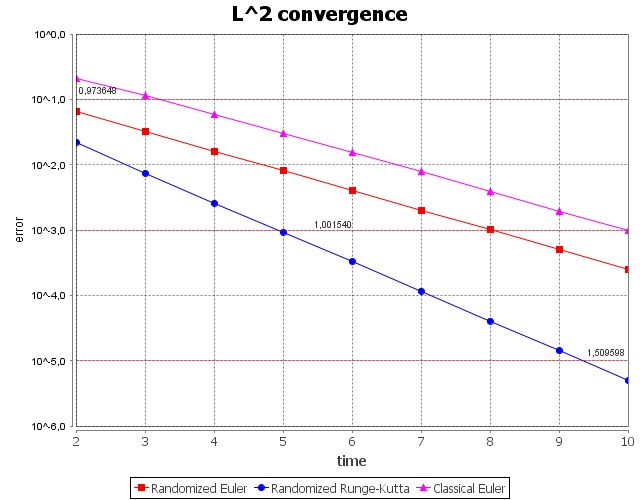 L^2 convergence
10^0,0
0,973648
10^-1,0
10^-2,0
1,001540
10^-3,0
10^-4,0
1,509598
10^-5,0
10^-6,0
error
2 3 4 5 6 7 8 9 10
time
Randomized Euler Randomized Runge-Kutta Classical Euler